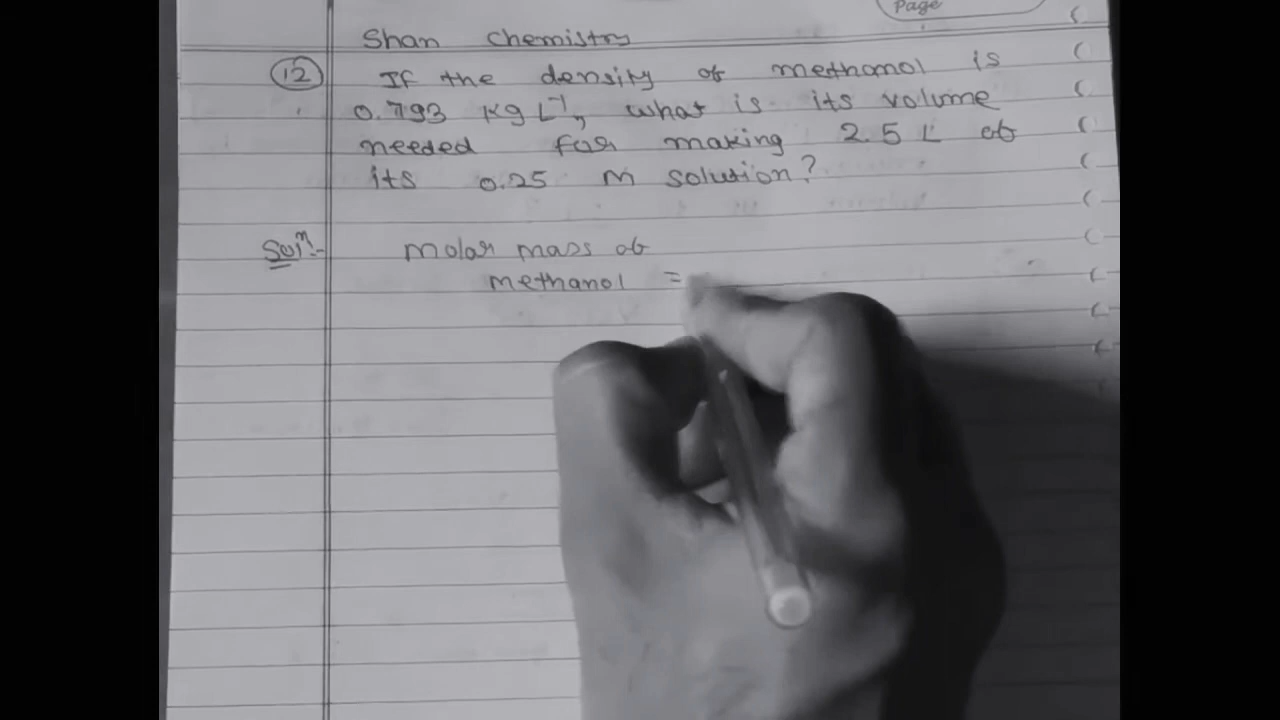 Page
Shan Chemistry
12 If the density of methanol is
0.793 Kg L⁻¹, what is its volume
needed for making 2.5 L of
its 0.25 M solution?
Solⁿ:- Molar mass of
methanol =